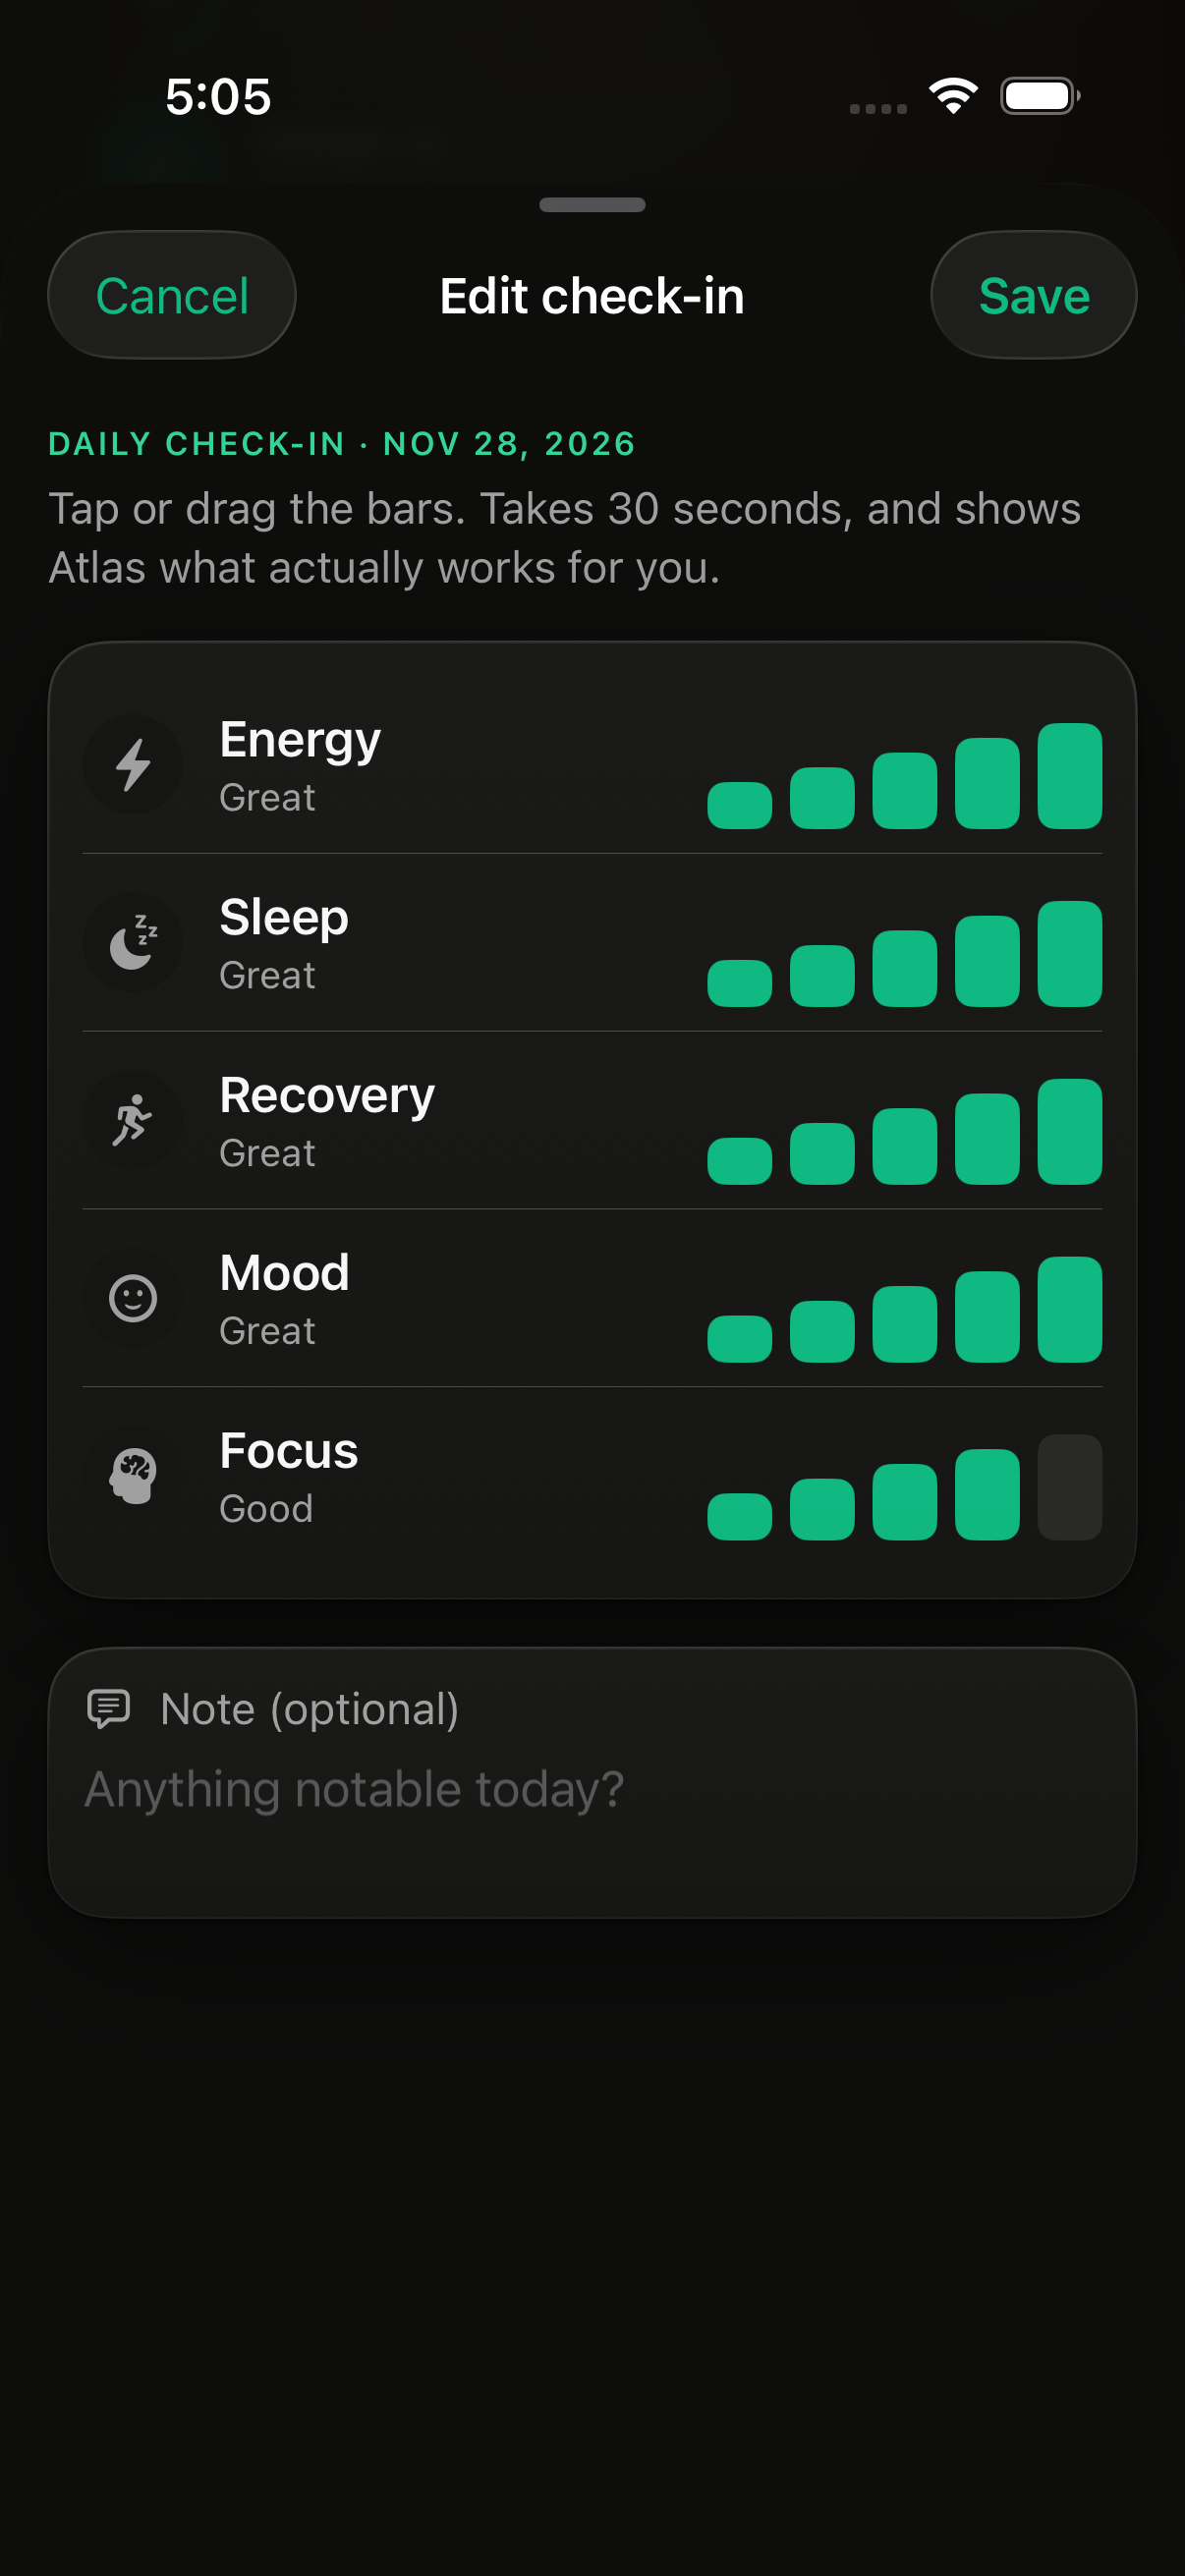 5:05
Cancel
Edit check-in
Save
DAILY CHECK-IN · NOV 28, 2026
Tap or drag the bars. Takes 30 seconds, and shows
Atlas what actually works for you.
Energy
Great
Sleep
Great
Recovery
Great
Mood
Great
Focus
Good
Note (optional)
Anything notable today?